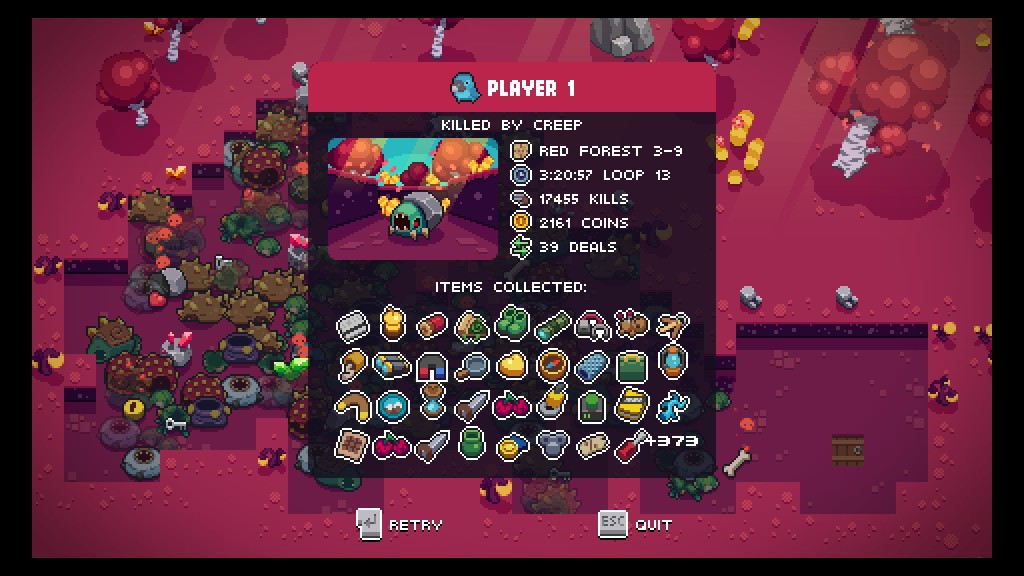 PLAYER 1
KILLED BY CREEP
RED FOREST 3-9
3:20:57 LOOP 13
17455 KILLS
2161 COINS
39 DEALS
ITEMS COLLECTED:
+373
RETRY
ESC QUIT